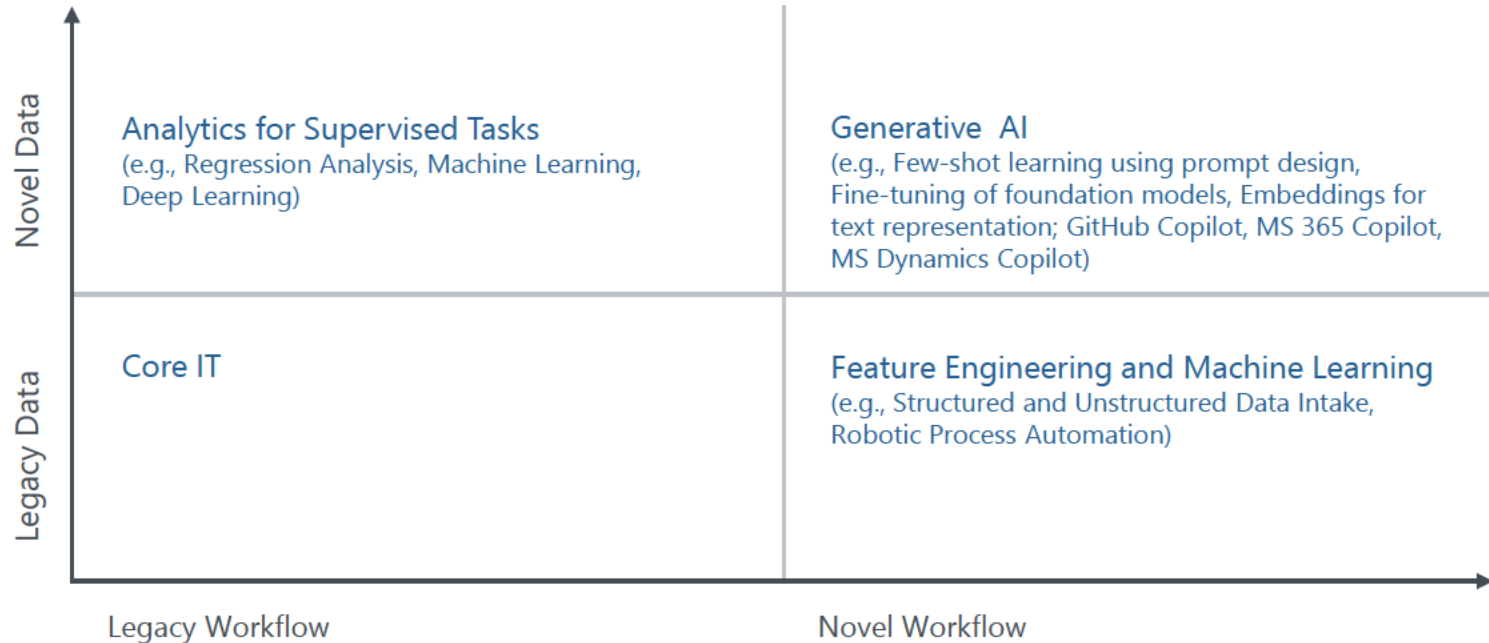 Novel Data
Analytics for Supervised Tasks
(e.g., Regression Analysis, Machine Learning,
Deep Learning)
Generative AI
(e.g., Few-shot learning using prompt design,
Fine-tuning of foundation models, Embeddings for
text representation; GitHub Copilot, MS 365 Copilot,
MS Dynamics Copilot)
Legacy Data
Core IT
Feature Engineering and Machine Learning
(e.g., Structured and Unstructured Data Intake,
Robotic Process Automation)
Legacy Workflow
Novel Workflow